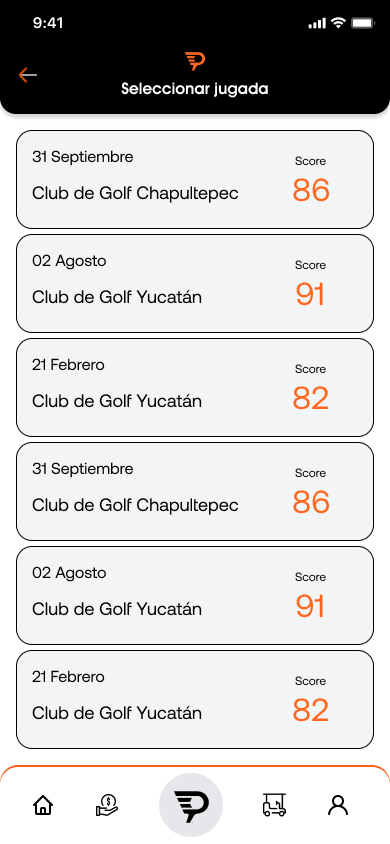 9:41
Seleccionar jugada
31 Septiembre
Score
Club de Golf Chapultepec
86
02 Agosto
Score
Club de Golf Yucatán
91
21 Febrero
Score
Club de Golf Yucatán
82
31 Septiembre
Score
Club de Golf Chapultepec
86
02 Agosto
Score
Club de Golf Yucatán
91
21 Febrero
Score
Club de Golf Yucatán
82